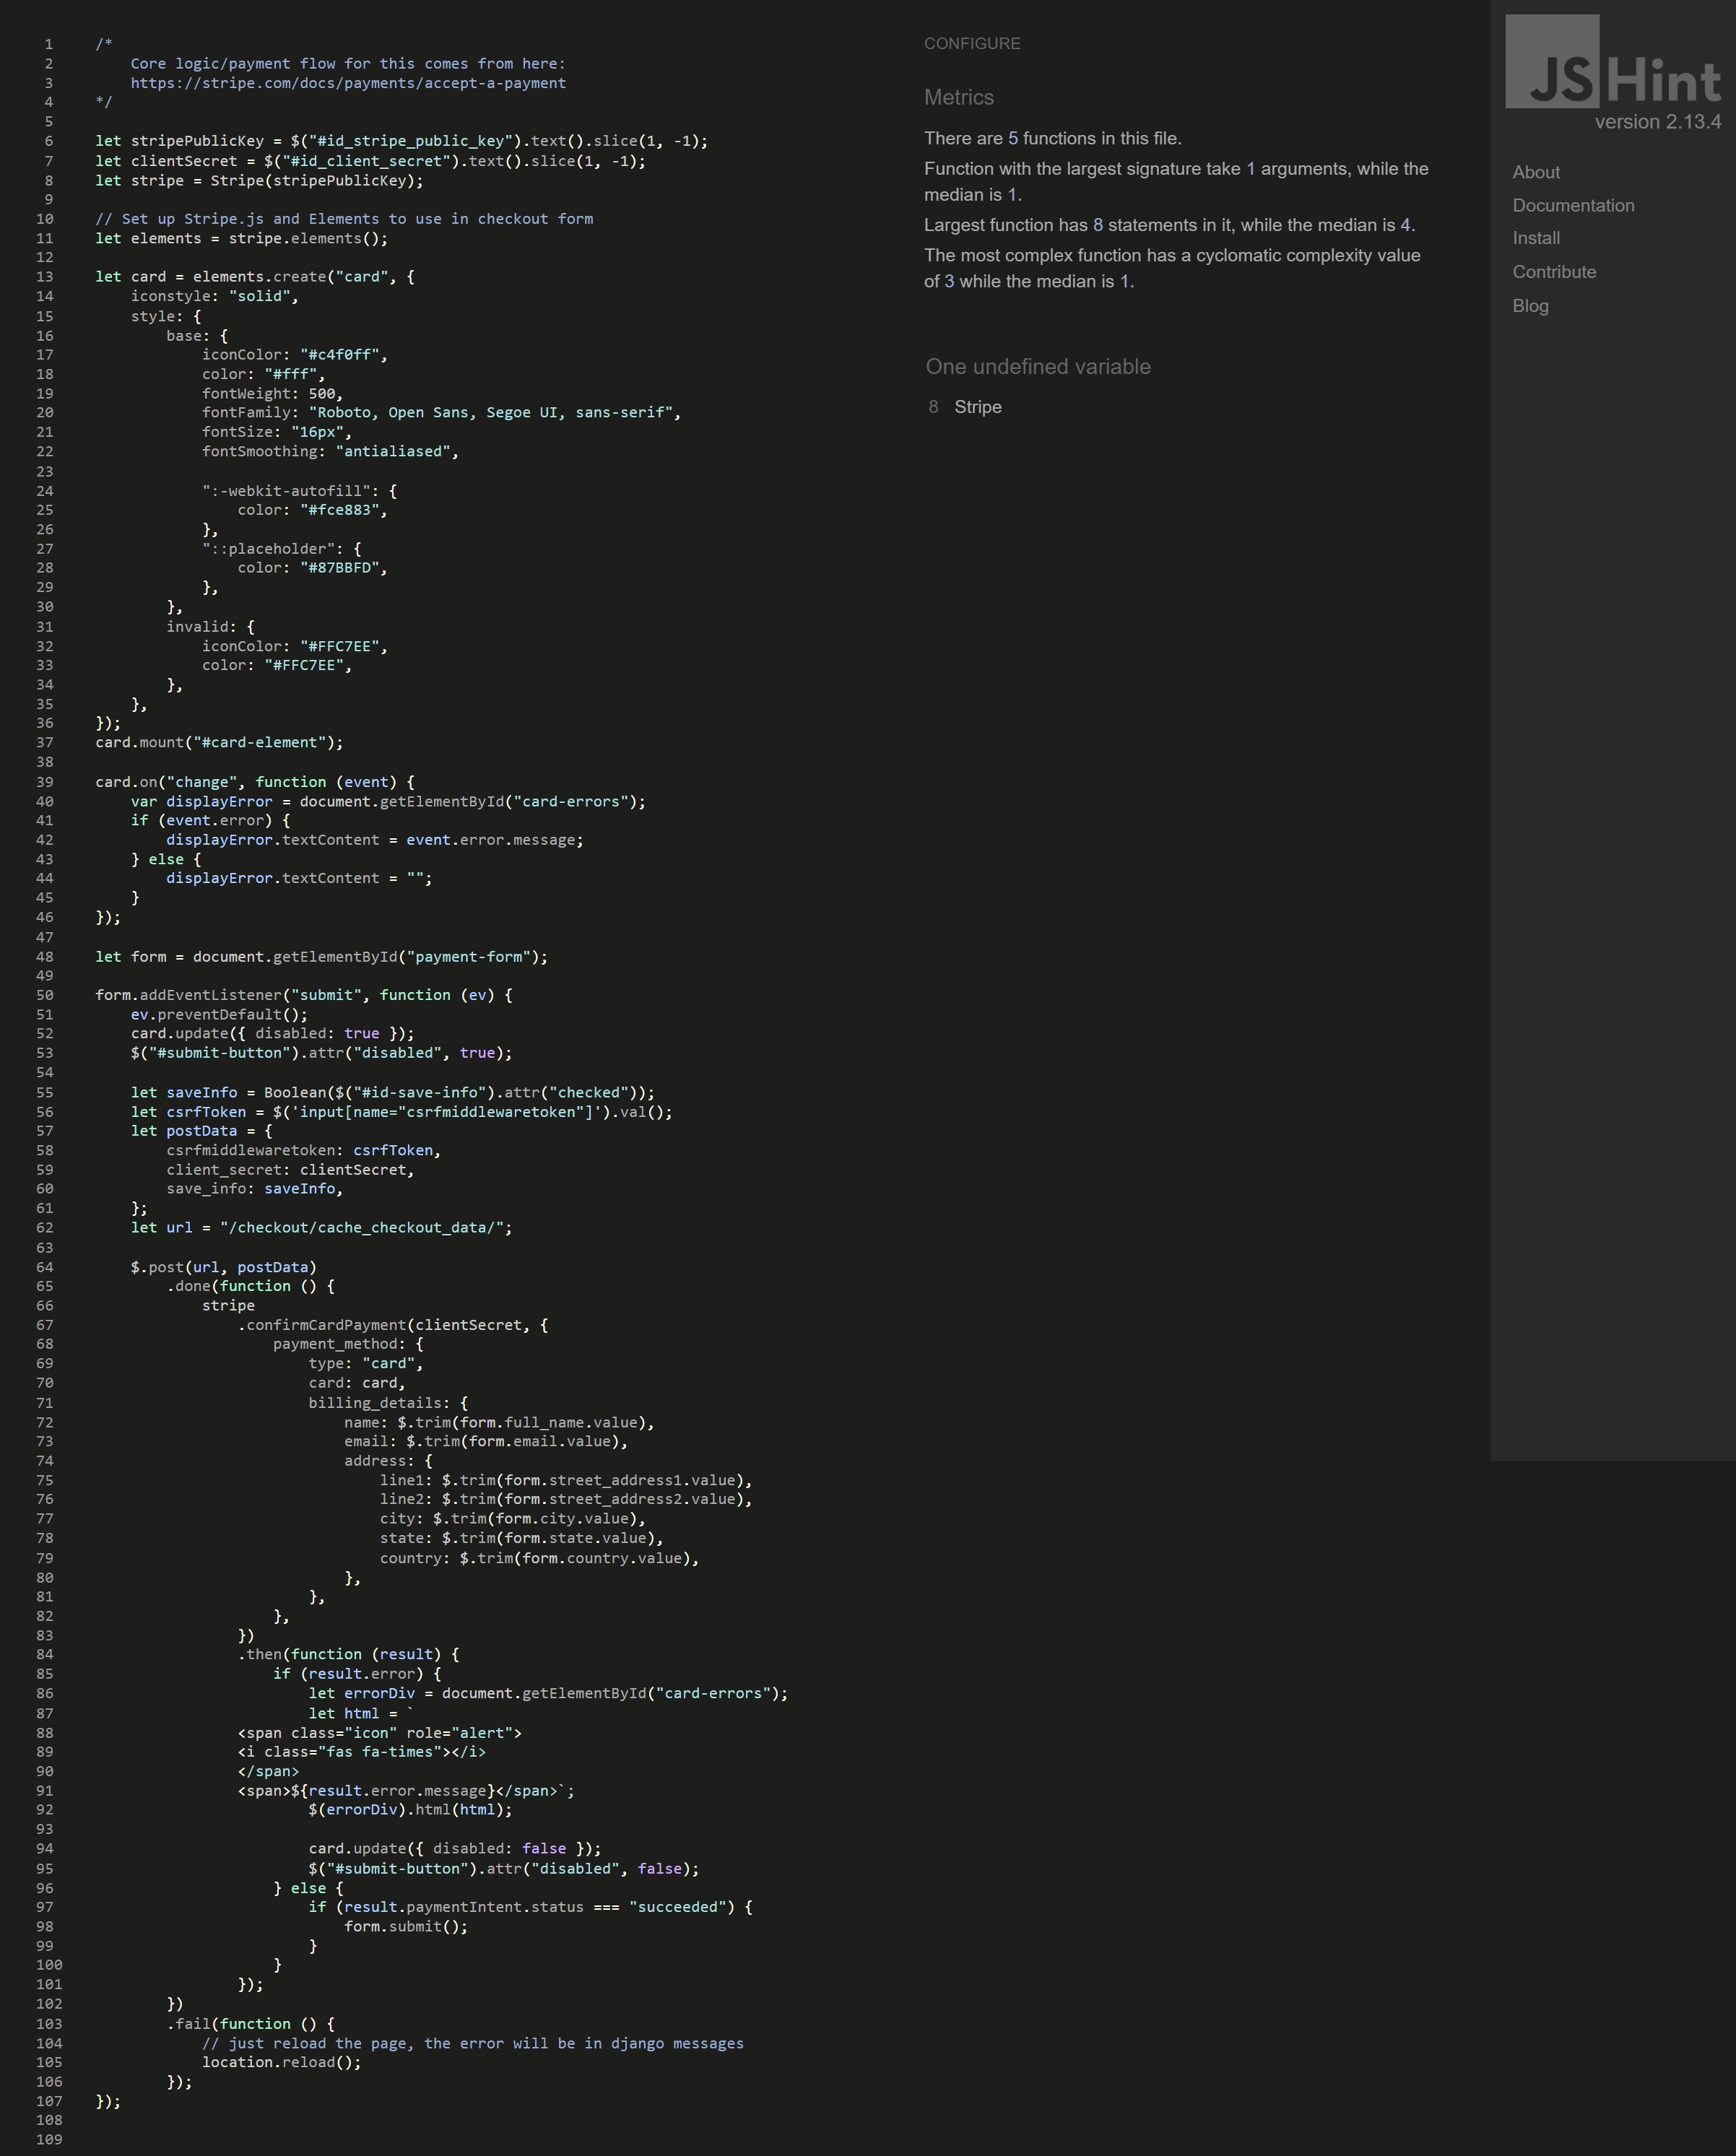 1 /*
2     Core logic/payment flow for this comes from here:
3     https://stripe.com/docs/payments/accept-a-payment
4 */
5
6 let stripePublicKey = $("#id_stripe_public_key").text().slice(1, -1);
7 let clientSecret = $("#id_client_secret").text().slice(1, -1);
8 let stripe = Stripe(stripePublicKey);
9
10 // Set up Stripe.js and Elements to use in checkout form
11 let elements = stripe.elements();
12
13 let card = elements.create("card", {
14     iconstyle: "solid",
15     style: {
16         base: {
17             iconColor: "#c4f0ff",
18             color: "#fff",
19             fontWeight: 500,
20             fontFamily: "Roboto, Open Sans, Segoe UI, sans-serif",
21             fontSize: "16px",
22             fontSmoothing: "antialiased",
23
24             ":-webkit-autofill": {
25                 color: "#fce883",
26             },
27             "::placeholder": {
28                 color: "#87BBFD",
29             },
30         },
31         invalid: {
32             iconColor: "#FFC7EE",
33             color: "#FFC7EE",
34         },
35     },
36 });
37 card.mount("#card-element");
38
39 card.on("change", function (event) {
40     var displayError = document.getElementById("card-errors");
41     if (event.error) {
42         displayError.textContent = event.error.message;
43     } else {
44         displayError.textContent = "";
45     }
46 });
47
48 let form = document.getElementById("payment-form");
49
50 form.addEventListener("submit", function (ev) {
51     ev.preventDefault();
52     card.update({ disabled: true });
53     $("#submit-button").attr("disabled", true);
54
55     let saveInfo = Boolean($("#id-save-info").attr("checked"));
56     let csrfToken = $('input[name="csrfmiddlewaretoken"]').val();
57     let postData = {
58         csrfmiddlewaretoken: csrfToken,
59         client_secret: clientSecret,
60         save_info: saveInfo,
61     };
62     let url = "/checkout/cache_checkout_data/";
63
64     $.post(url, postData)
65         .done(function () {
66             stripe
67                 .confirmCardPayment(clientSecret, {
68                     payment_method: {
69                         type: "card",
70                         card: card,
71                         billing_details: {
72                             name: $.trim(form.full_name.value),
73                             email: $.trim(form.email.value),
74                             address: {
75                                 line1: $.trim(form.street_address1.value),
76                                 line2: $.trim(form.street_address2.value),
77                                 city: $.trim(form.city.value),
78                                 state: $.trim(form.state.value),
79                                 country: $.trim(form.country.value),
80                             },
81                         },
82                     },
83                 })
84                 .then(function (result) {
85                     if (result.error) {
86                         let errorDiv = document.getElementById("card-errors");
87                         let html = `
88                 <span class="icon" role="alert">
89                 <i class="fas fa-times"></i>
90                 </span>
91                 <span>${result.error.message}</span>`;
92                         $(errorDiv).html(html);
93
94                         card.update({ disabled: false });
95                         $("#submit-button").attr("disabled", false);
96                     } else {
97                         if (result.paymentIntent.status === "succeeded") {
98                             form.submit();
99                         }
100                     }
101                 });
102         })
103         .fail(function () {
104             // just reload the page, the error will be in django messages
105             location.reload();
106         });
107 });
108
109
CONFIGURE
Metrics
There are 5 functions in this file.
Function with the largest signature take 1 arguments, while the
median is 1.
Largest function has 8 statements in it, while the median is 4.
The most complex function has a cyclomatic complexity value
of 3 while the median is 1.
One undefined variable
8 Stripe
JSHint
version 2.13.4
About
Documentation
Install
Contribute
Blog